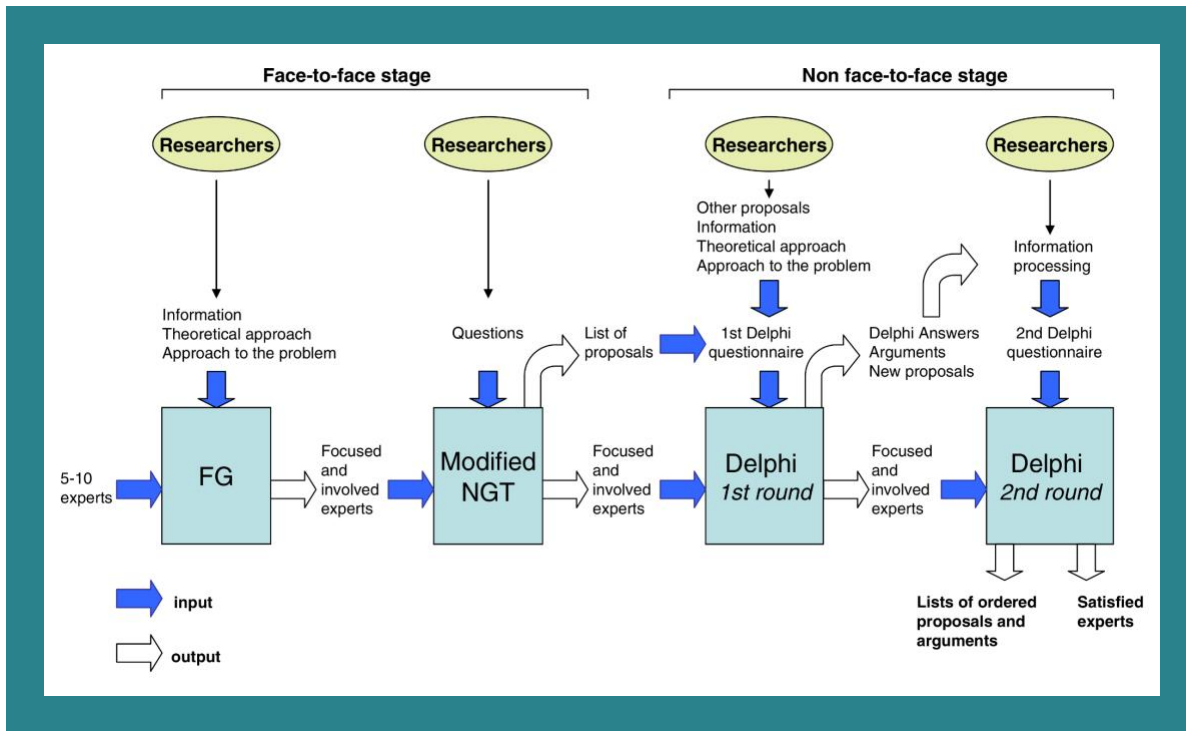 Face-to-face stage
Non face-to-face stage
Researchers
Researchers
Researchers
Researchers
Other proposals
Information
Theoretical approach
Approach to the problem
Information
processing
Information
Theoretical approach
Approach to the problem
Questions
List of
proposals
1st Delphi
questionnaire
Delphi Answers
Arguments
New proposals
2nd Delphi
questionnaire
5-10
experts
FG
Focused
and
involved
experts
Modified
NGT
Focused
and
involved
experts
Delphi
1st round
Focused
and
involved
experts
Delphi
2nd round
input
output
Lists of ordered
proposals and
arguments
Satisfied
experts